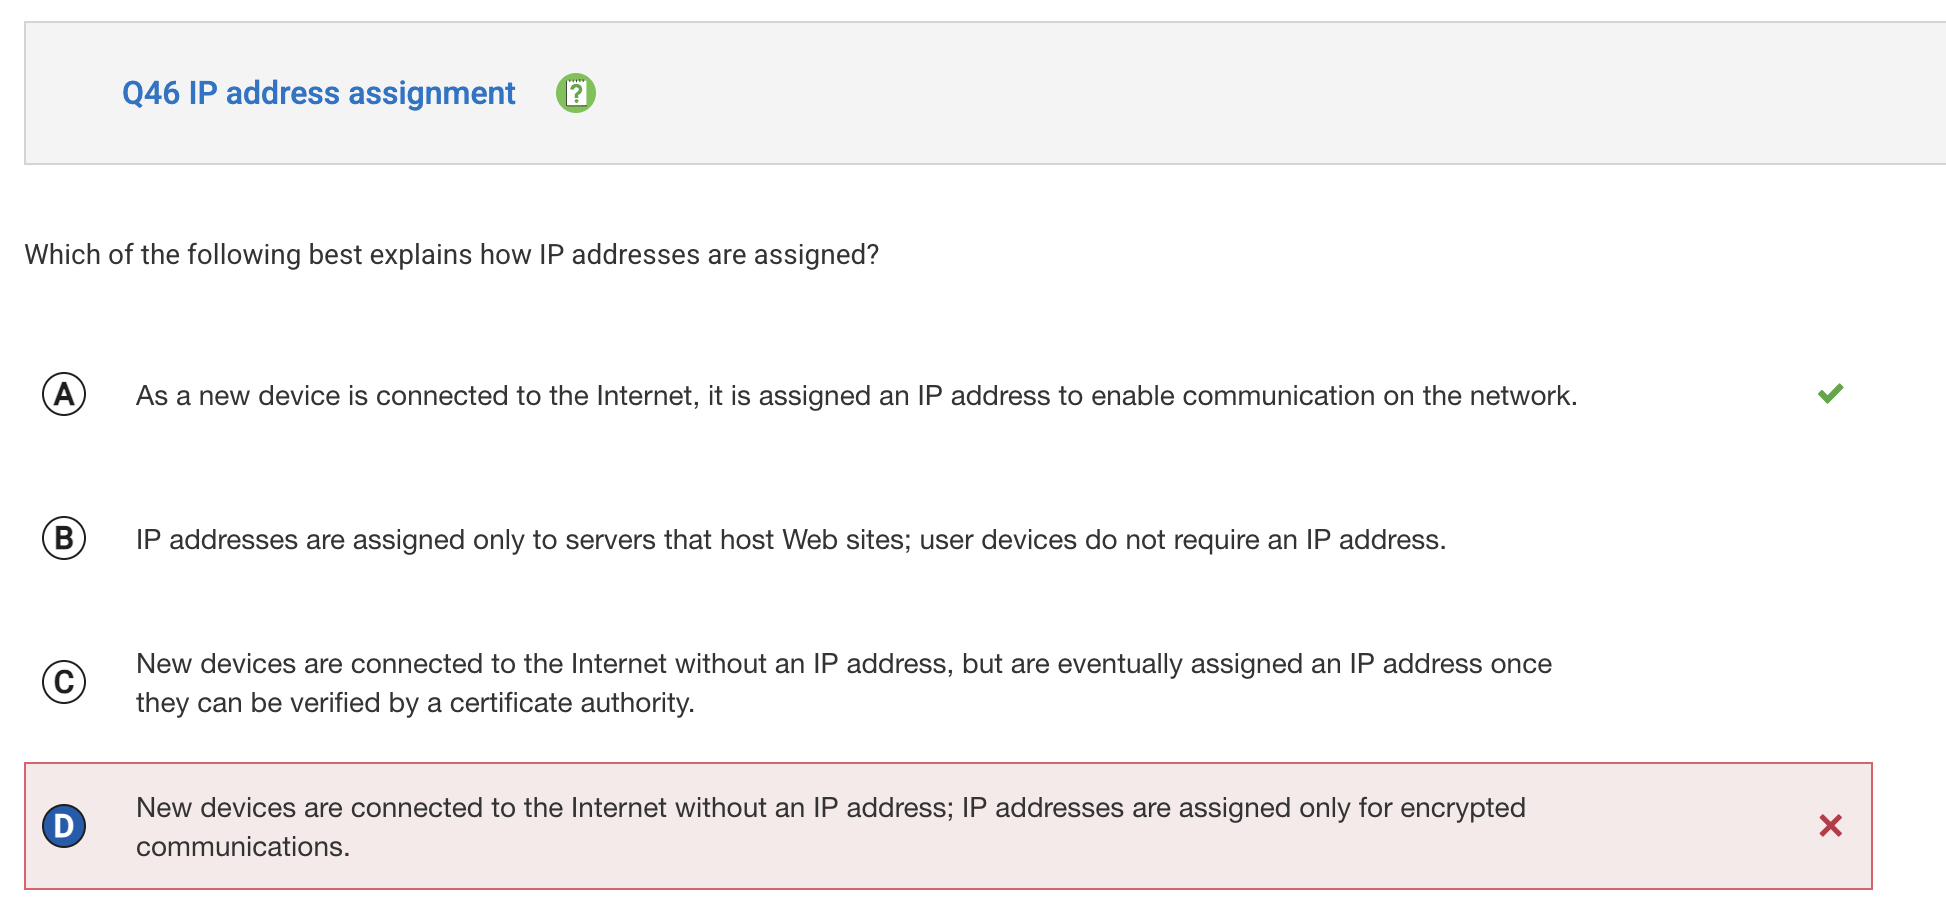 Q46 IP address assignment ?
Which of the following best explains how IP addresses are assigned?
A As a new device is connected to the Internet, it is assigned an IP address to enable communication on the network.
B IP addresses are assigned only to servers that host Web sites; user devices do not require an IP address.
C New devices are connected to the Internet without an IP address, but are eventually assigned an IP address once
they can be verified by a certificate authority.
D New devices are connected to the Internet without an IP address; IP addresses are assigned only for encrypted
communications.